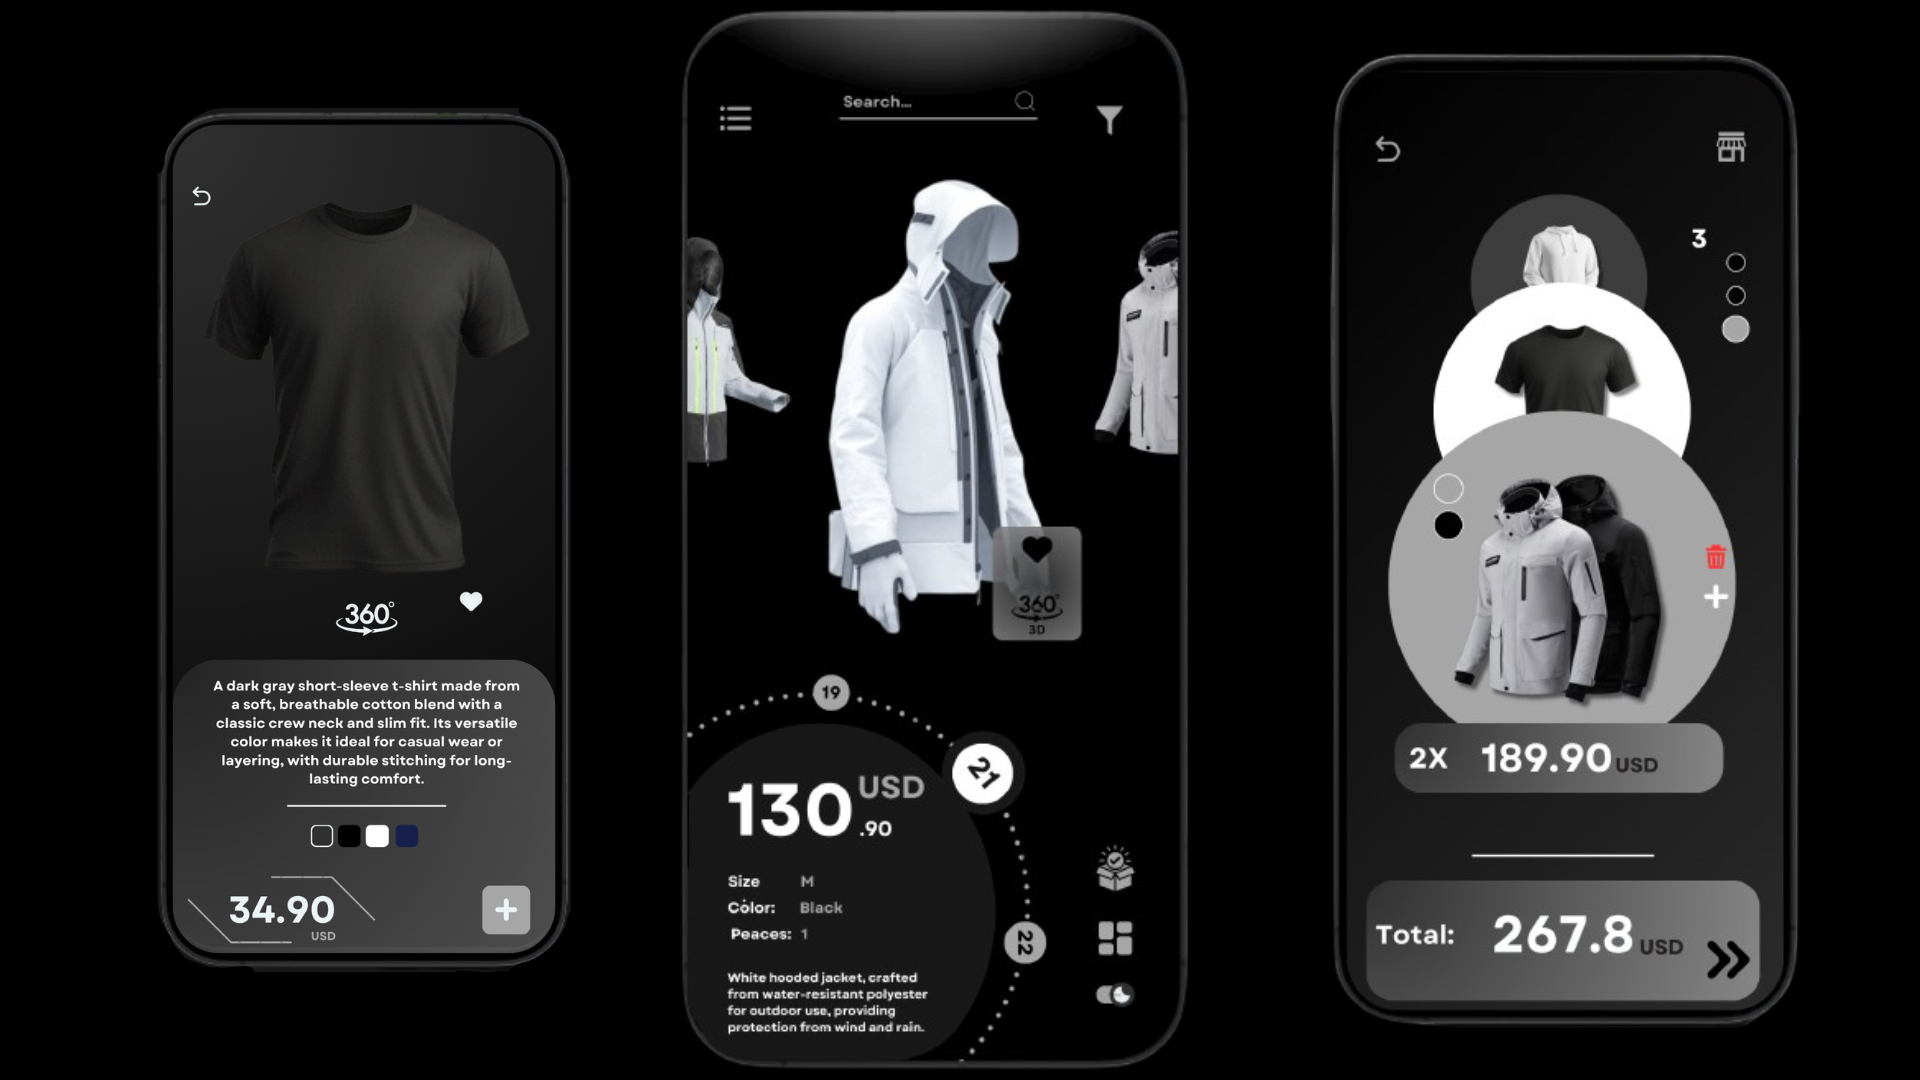 360°
A dark gray short-sleeve t-shirt made from
a soft, breathable cotton blend with a
classic crew neck and slim fit. Its versatile
color makes it ideal for casual wear or
layering, with durable stitching for long-
lasting comfort.
34.90
USD
Search...
360°
3D
19
21
22
130 USD
.90
Size M
Color: Black
Peaces: 1
White hooded jacket, crafted
from water-resistant polyester
for outdoor use, providing
protection from wind and rain.
3
2X 189.90 USD
Total: 267.8 USD